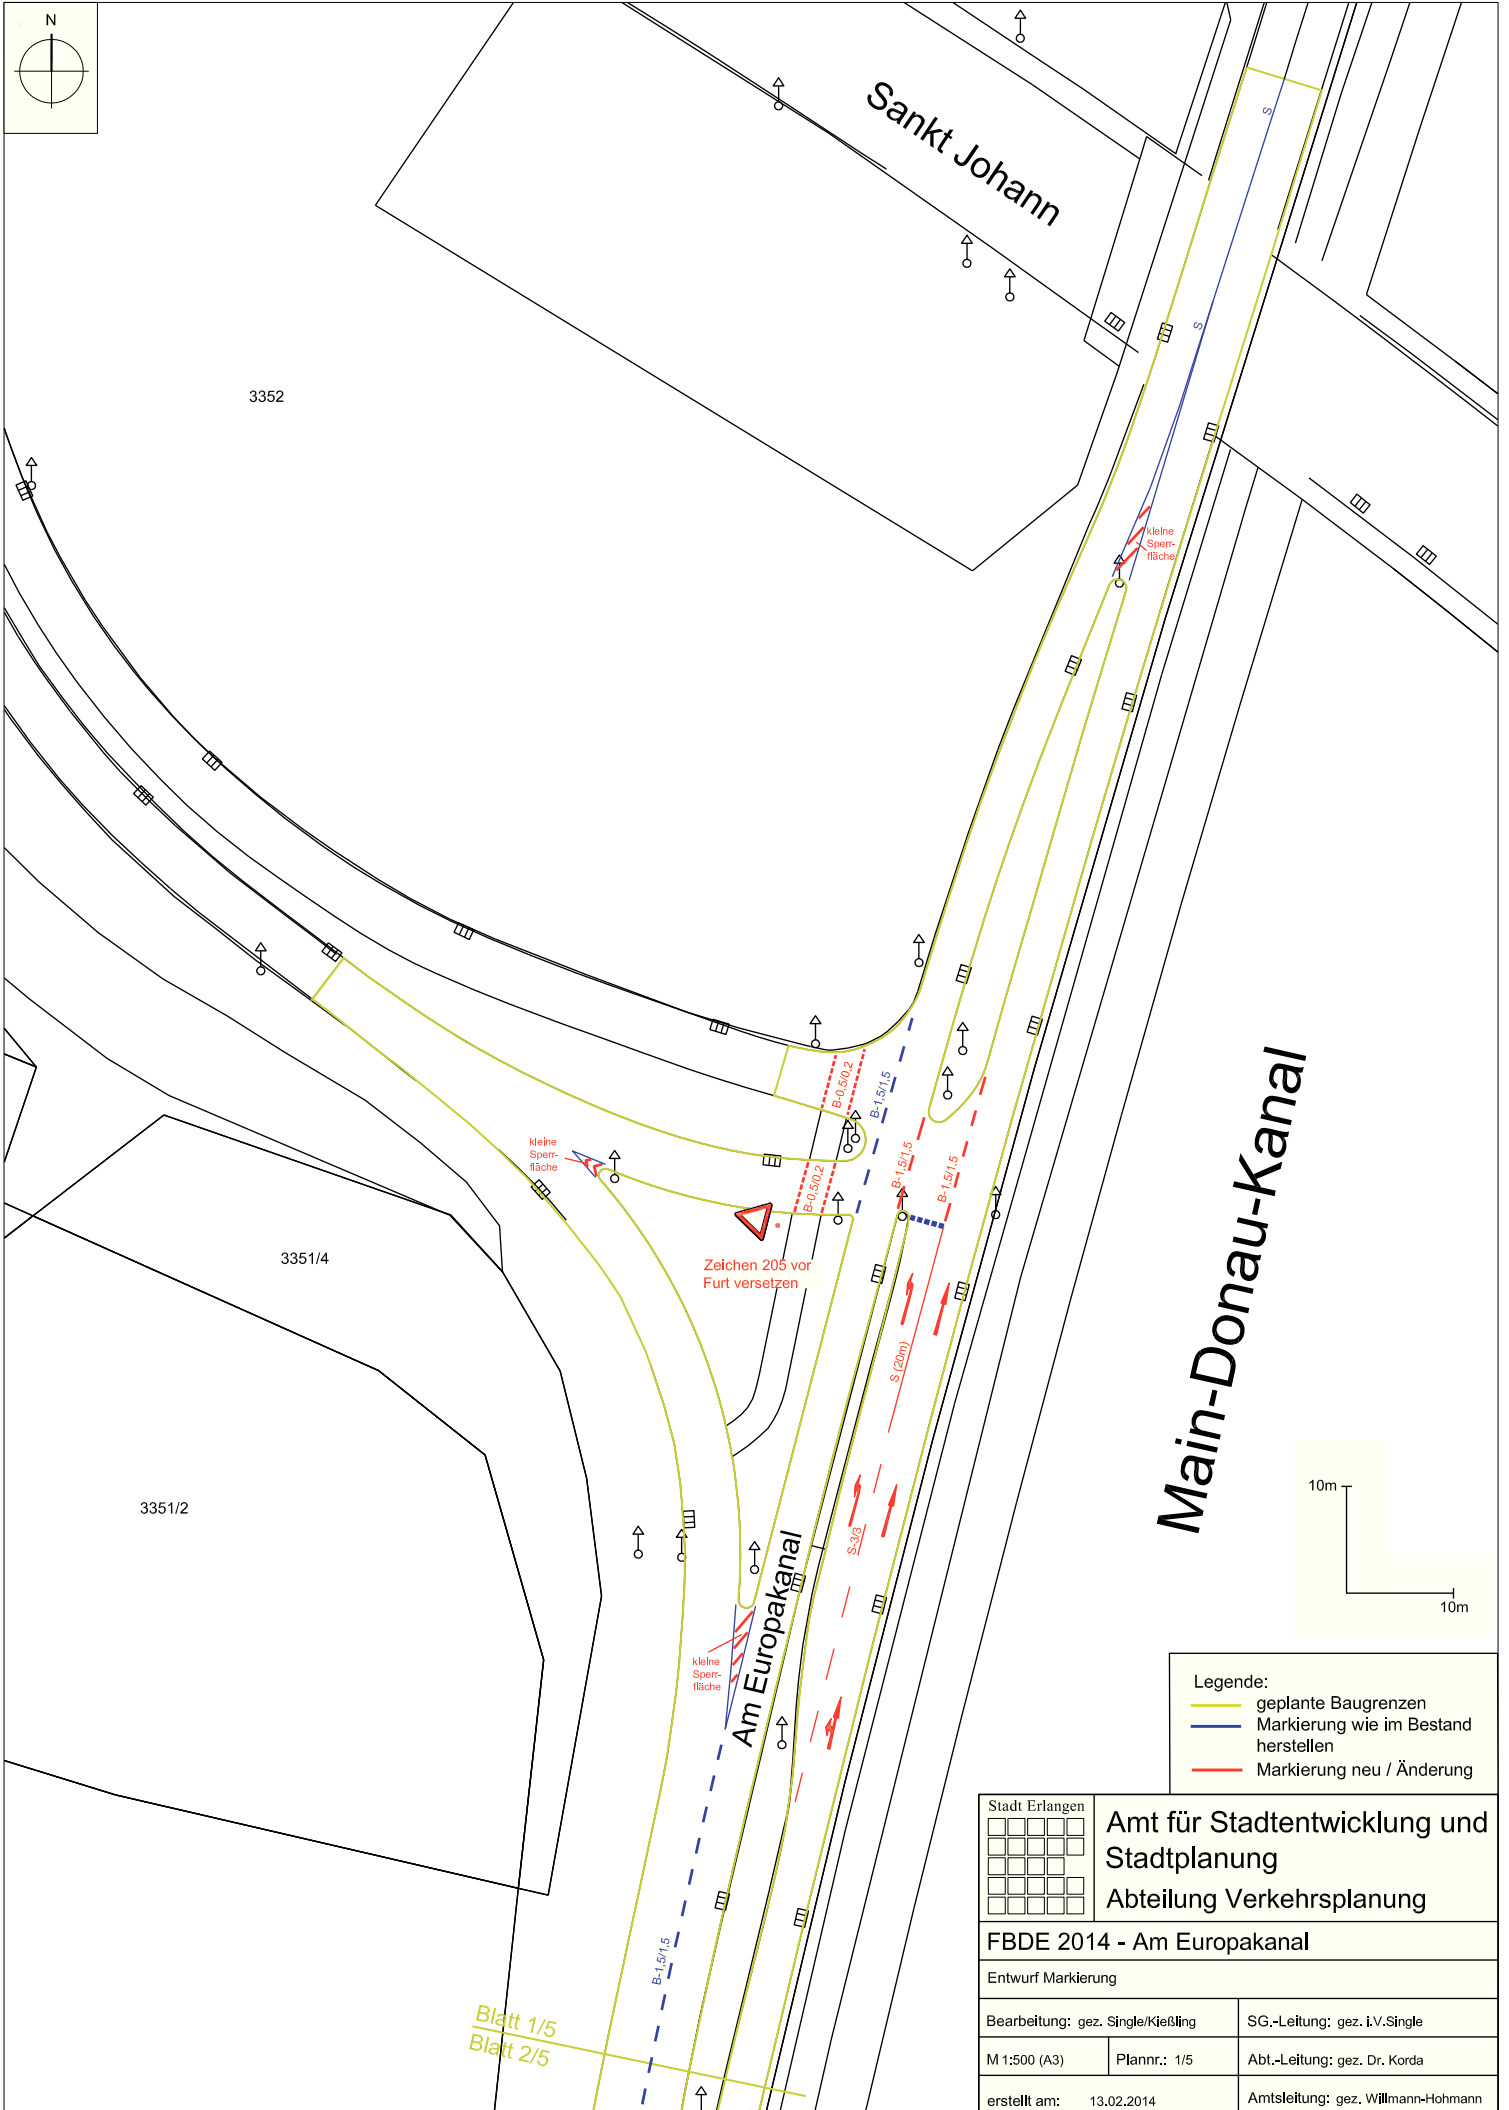 N
Sankt Johann
S
S
3352
kleine
Sperr-
fläche
B-0,5/0,2
B-1,5/1,5
kleine
Sperr-
fläche
B-0,5/0,2
B-1,5/1,5
B-1,5/1,5
Zeichen 205 vor
Furt versetzen
3351/4
S (20m)
Main-Donau-Kanal
3351/2
S-3/3
Am Europakanal
10m
10m
kleine
Sperr-
fläche
B-1,5/1,5
Blatt 1/5
Blatt 2/5
Legende:
geplante Baugrenzen
Markierung wie im Bestand
herstellen
Markierung neu / Änderung
Stadt Erlangen
Amt für Stadtentwicklung und
Stadtplanung
Abteilung Verkehrsplanung
FBDE 2014 - Am Europakanal
Entwurf Markierung
Bearbeitung: gez. Single/Kießling
SG.-Leitung: gez. i.V.Single
M 1:500 (A3)
Plannr.: 1/5
Abt.-Leitung: gez. Dr. Korda
erstellt am: 13.02.2014
Amtsleitung: gez. Willmann-Hohmann